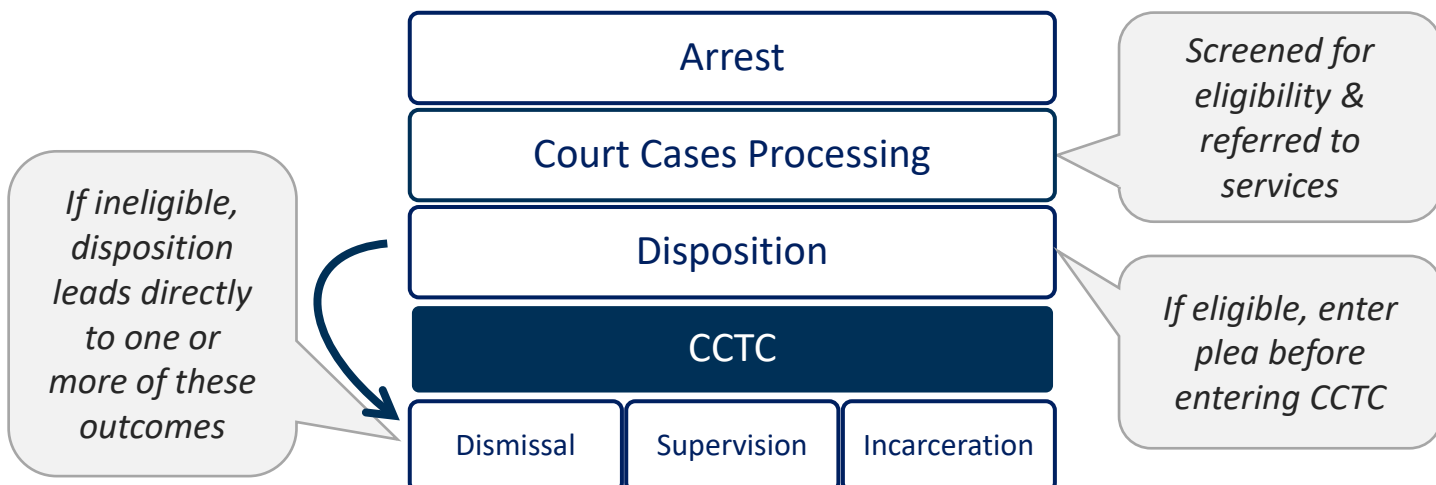 Arrest
Screened for
eligibility &
referred to
services
Court Cases Processing
If ineligible,
disposition
leads directly
to one or
more of these
outcomes
Disposition
If eligible, enter
plea before
entering CCTC
CCTC
Dismissal
Supervision
Incarceration